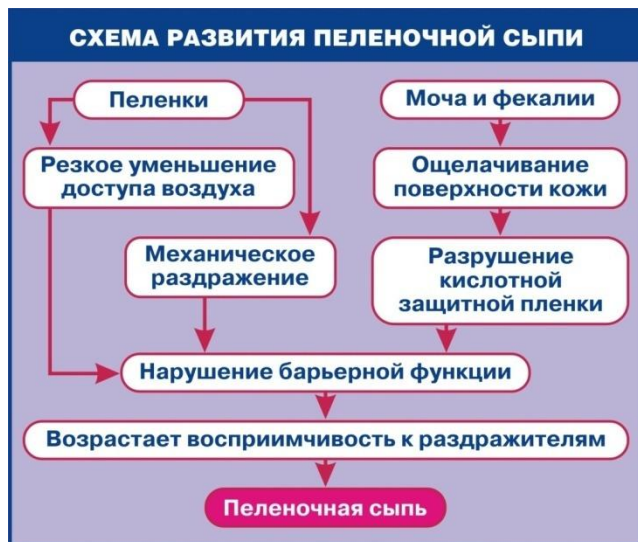 СХЕМА РАЗВИТИЯ ПЕЛЕНОЧНОЙ СЫПИ
Пеленки
Моча и фекалии
Резкое уменьшение
доступа воздуха
Ощелачивание
поверхности кожи
Механическое
раздражение
Разрушение
кислотной
защитной пленки
Нарушение барьерной функции
Возрастает восприимчивость к раздражителям
Пеленочная сыпь